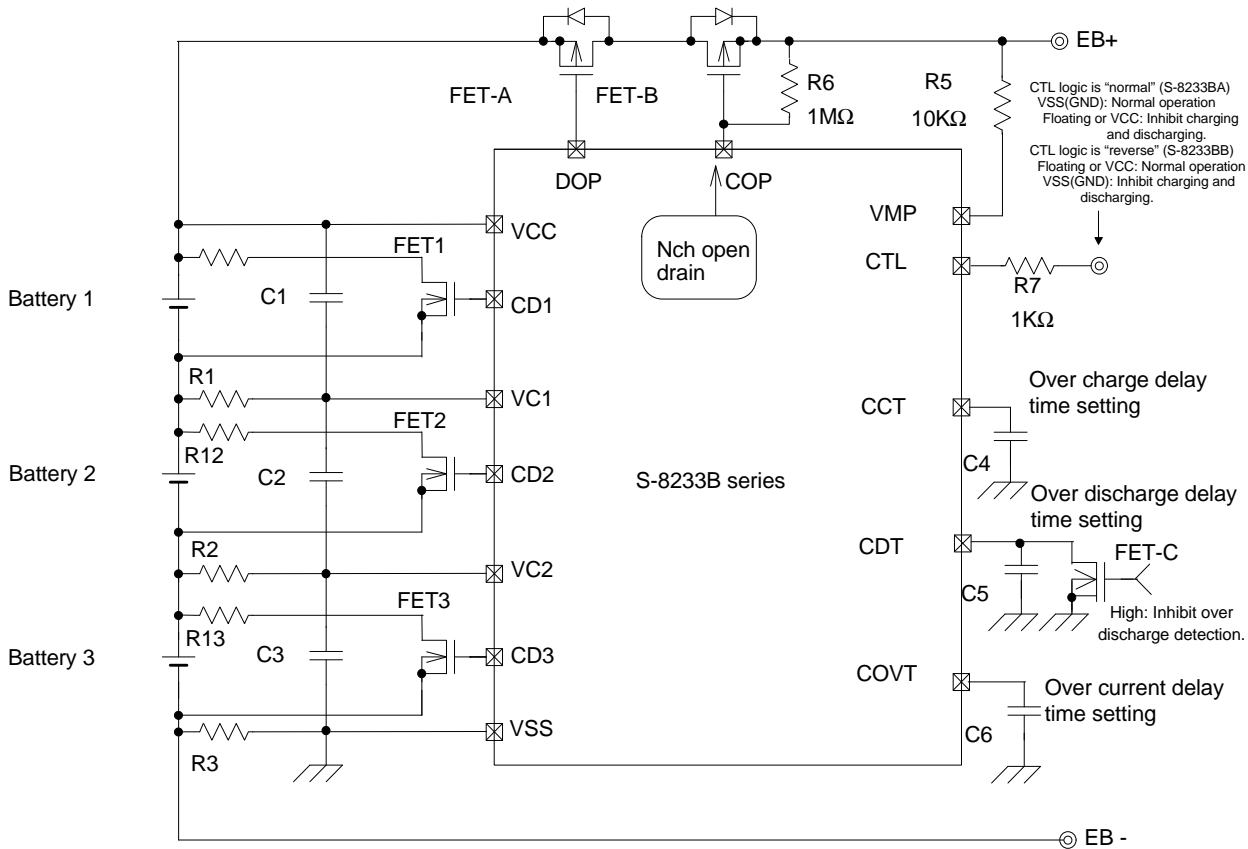 EB+
FET-A
FET-B
R6
1MΩ
R5
10KΩ
CTL logic is “normal” (S-8233BA)
VSS(GND): Normal operation
Floating or VCC: Inhibit charging
and discharging.
CTL logic is “reverse” (S-8233BB)
Floating or VCC: Normal operation
VSS(GND): Inhibit charging and
discharging.
DOP
COP
Nch open
drain
VCC
VMP
FET1
CTL
Battery 1
C1
CD1
R7
1KΩ
R1
VC1
Over charge delay
time setting
CCT
FET2
R12
C4
Battery 2
C2
CD2
S-8233B series
Over discharge delay
time setting
R2
VC2
CDT
FET-C
FET3
C5
High: Inhibit over
discharge detection.
R13
Battery 3
C3
CD3
COVT
Over current delay
time setting
VSS
C6
R3
EB -